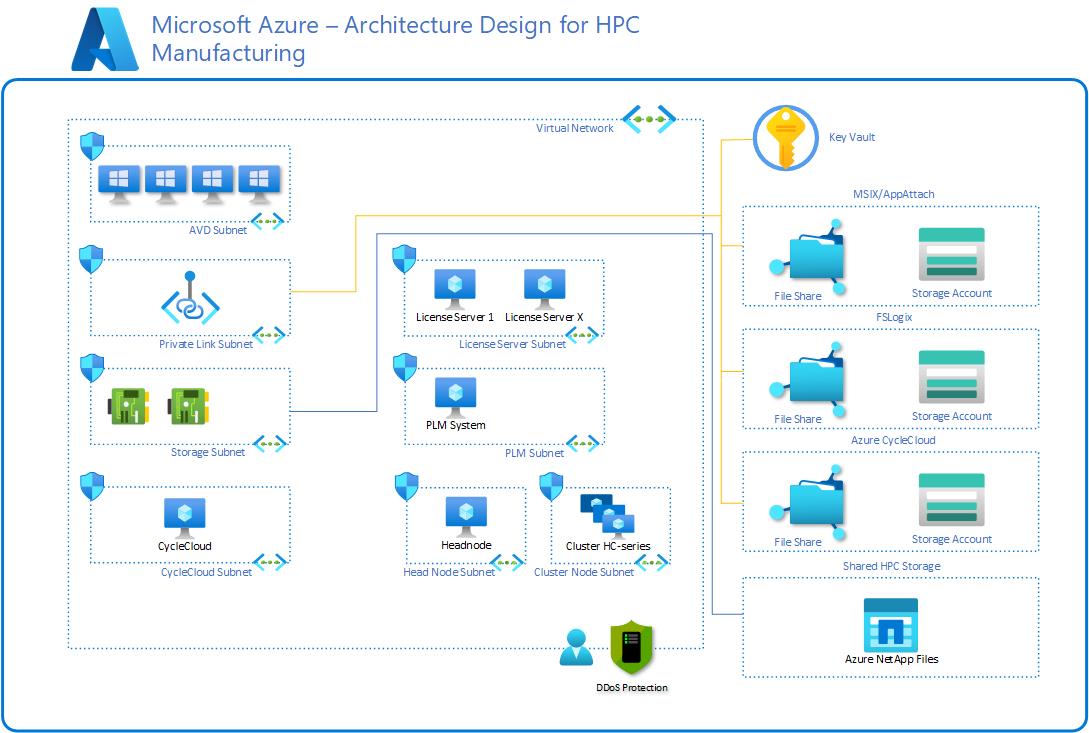 Microsoft Azure – Architecture Design for HPC
Manufacturing
Virtual Network
Key Vault
MSIX/AppAttach
AVD Subnet
File Share
Storage Account
License Server 1
License Server X
FSLogix
Private Link Subnet
License Server Subnet
File Share
Storage Account
PLM System
Azure CycleCloud
Storage Subnet
PLM Subnet
File Share
Storage Account
CycleCloud
Headnode
Cluster HC-series
Shared HPC Storage
CycleCloud Subnet
Head Node Subnet
Cluster Node Subnet
Azure NetApp Files
DDoS Protection